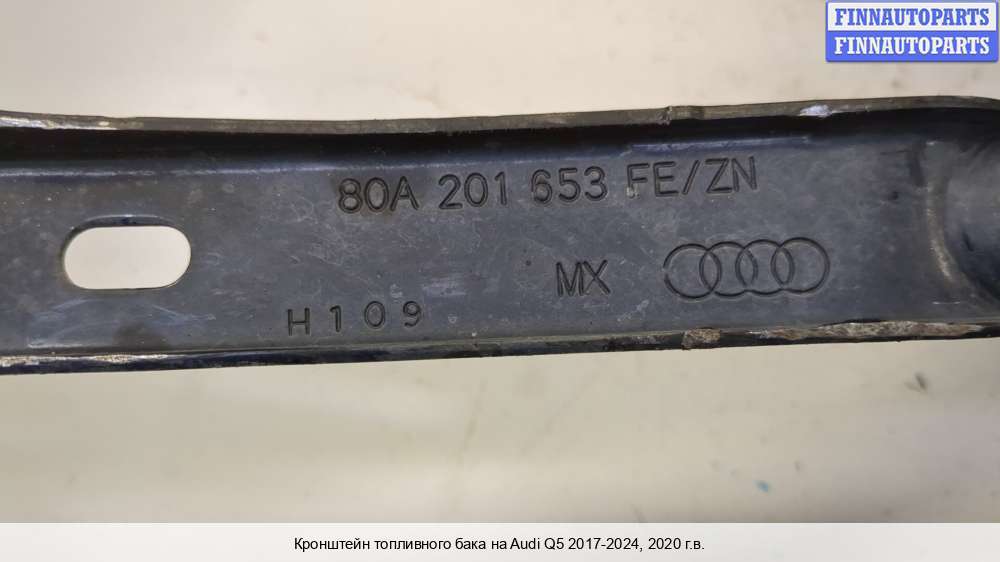 FINNAUTOPARTS
FINNAUTOPARTS
80A 201 653 FE/ZN
MX
H109
Кронштейн топливного бака на Audi Q5 2017-2024, 2020 г.в.